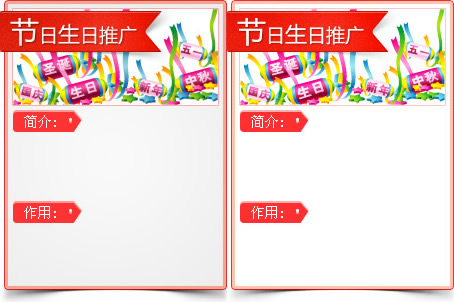 节日生日推广
五一
圣诞
国庆
生日
新年
中秋
简介：
作用：
节日生日推广
五一
圣诞
国庆
生日
新年
中秋
简介：
作用：